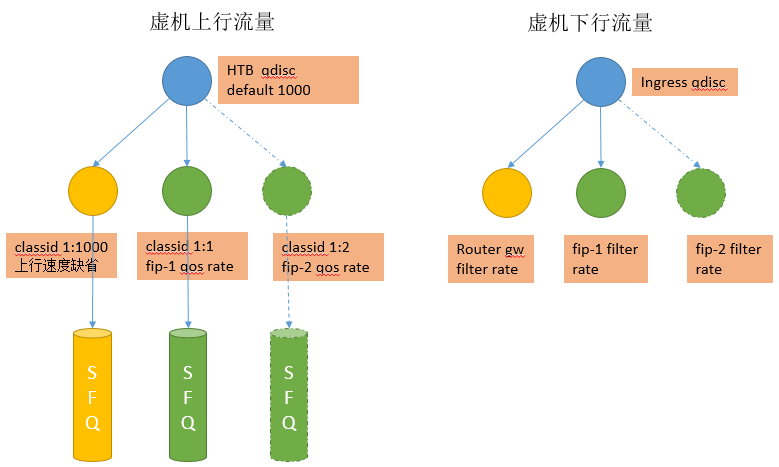 虚机上行流量
HTB qdisc
default 1000
classid 1:1000
上行速度缺省
classid 1:1
fip-1 qos rate
classid 1:2
fip-2 qos rate
S
F
Q
S
F
Q
S
F
Q
虚机下行流量
Ingress qdisc
Router gw
filter rate
fip-1 filter
rate
fip-2 filter
rate